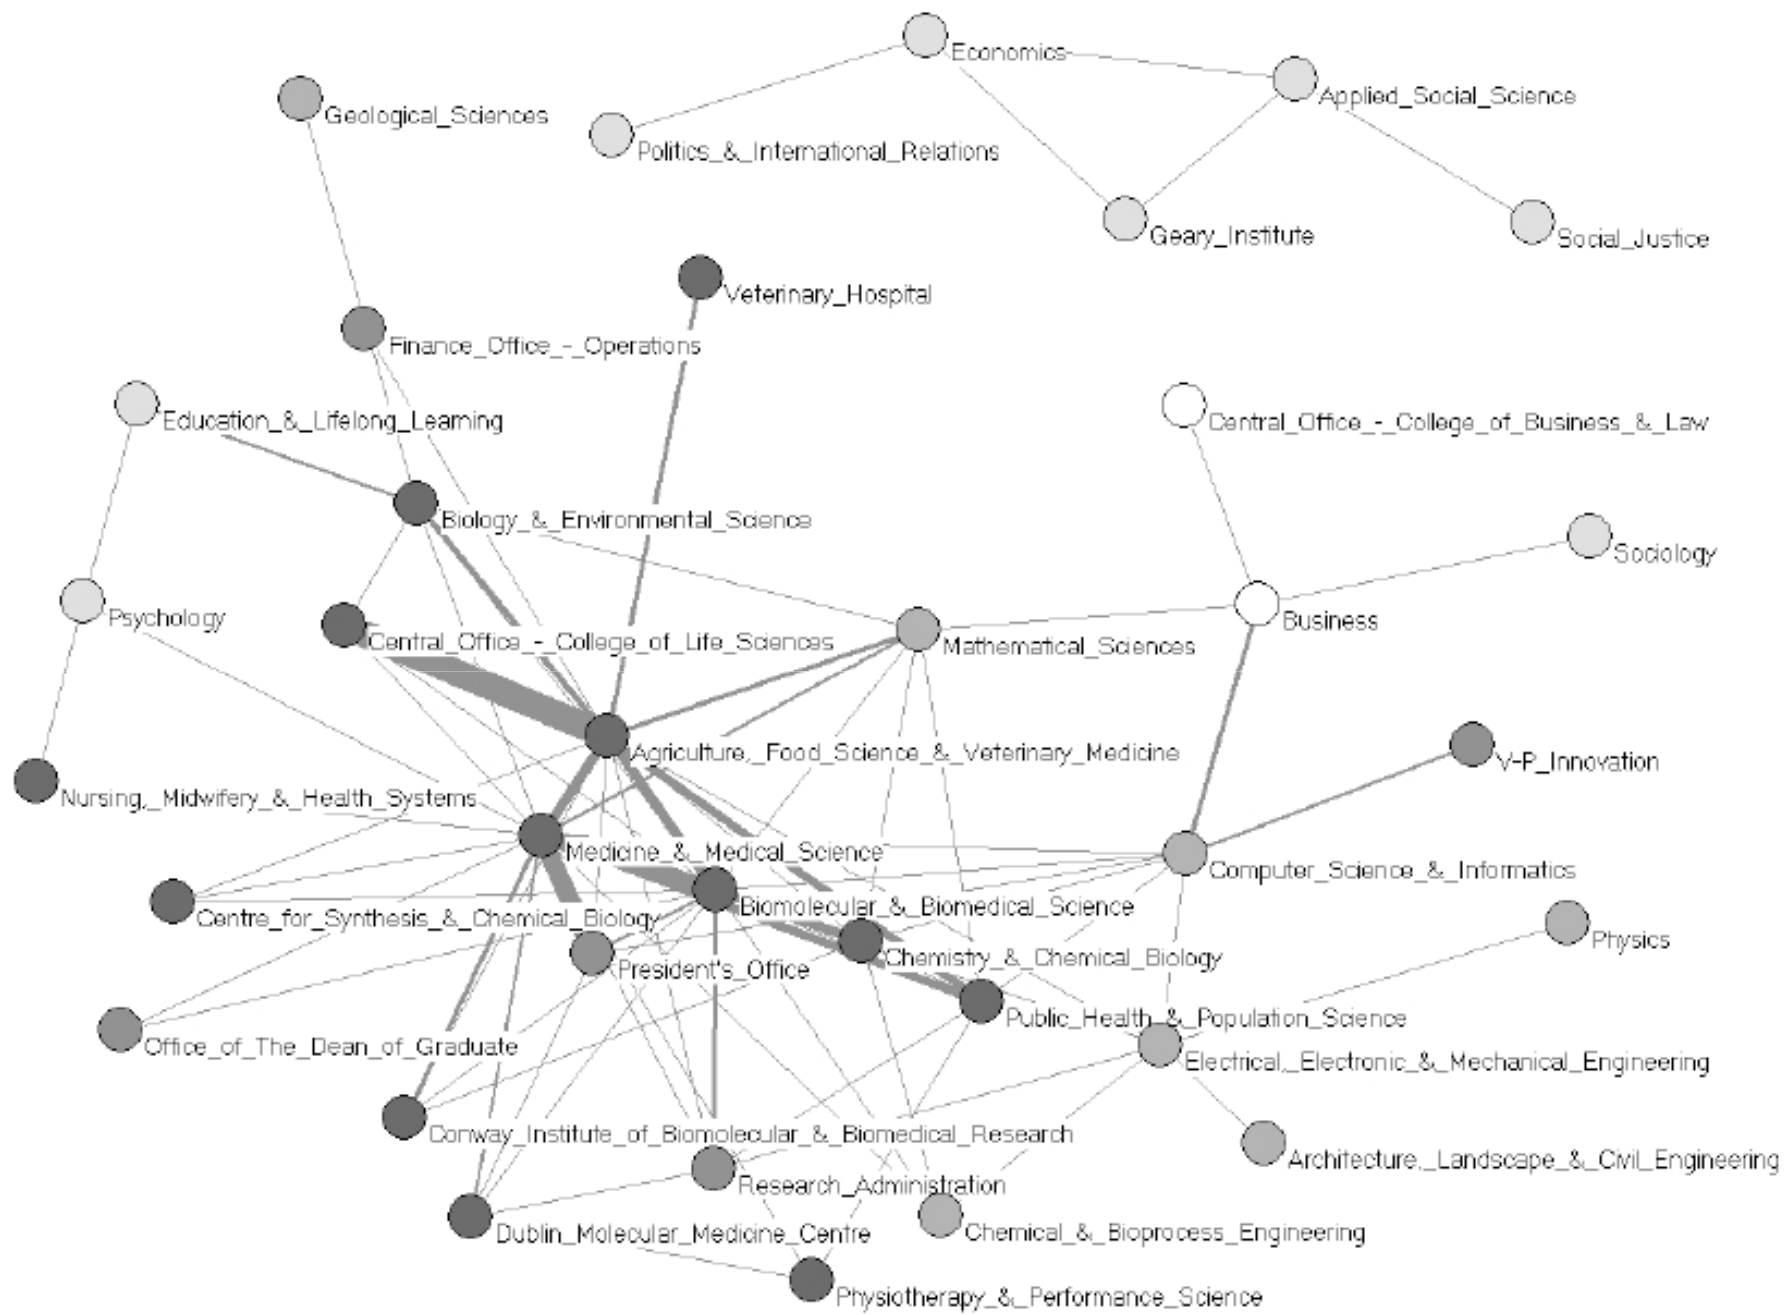 Economics
Applied_Social_Science
Geological_Sciences
Politics_&_International_Relations
Geary_Institute
Social_Justice
Veterinary_Hospital
Finance_Office_-_Operations
Education_&_Lifelong_Learning
Central_Office_-_College_of_Business_&_Law
Biology_&_Environmental_Science
Sociology
Psychology
Business
Central_Office_-_College_of_Life_Sciences
Mathematical_Sciences
Agriculture,_Food_Science_&_Veterinary_Medicine
V-P_Innovation
Nursing,_Midwifery_&_Health_Systems
Medicine_&_Medical_Science
Computer_Science_&_Informatics
Biomolecular_&_Biomedical_Science
Centre_for_Synthesis_&_Chemical_Biology
Physics
Chemistry_&_Chemical_Biology
President's_Office
Public_Health_&_Population_Science
Office_of_The_Dean_of_Graduate
Electrical,_Electronic_&_Mechanical_Engineering
Conway_Institute_of_Biomolecular_&_Biomedical_Research
Architecture,_Landscape_&_Civil_Engineering
Research_Administration
Dublin_Molecular_Medicine_Centre
Chemical_&_Bioprocess_Engineering
Physiotherapy_&_Performance_Science